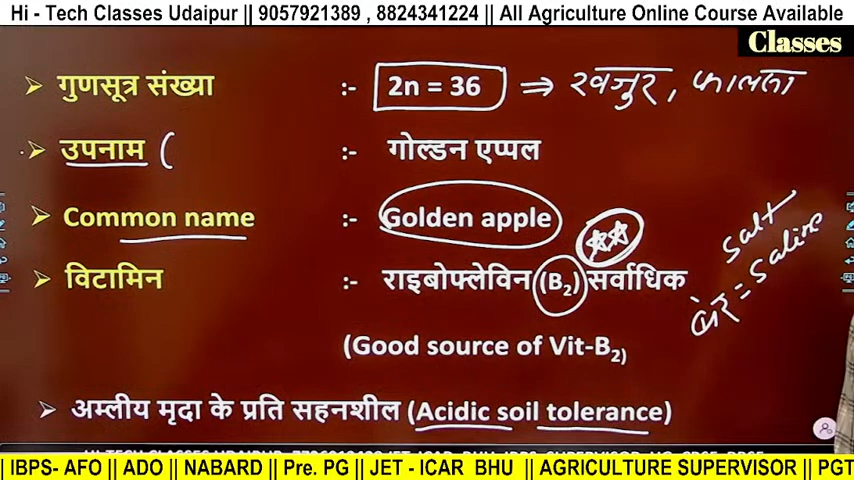 Hi - Tech Classes Udaipur || 9057921389 , 8824341224 || All Agriculture Online Course Available
Classes
➤ गुणसूत्र संख्या :- 2n = 36 ⇒ खजूर, फालसा
➤ उपनाम ( :- गोल्डन एप्पल
➤ Common name :- Golden apple
➤ विटामिन :- राइबोफ्लेविन (B₂) सर्वाधिक
Salt
बेर = Saline
(Good source of Vit-B₂)
➤ अम्लीय मृदा के प्रति सहनशील (Acidic soil tolerance)
| IBPS- AFO || ADO || NABARD || Pre. PG || JET - ICAR BHU || AGRICULTURE SUPERVISOR || PGT